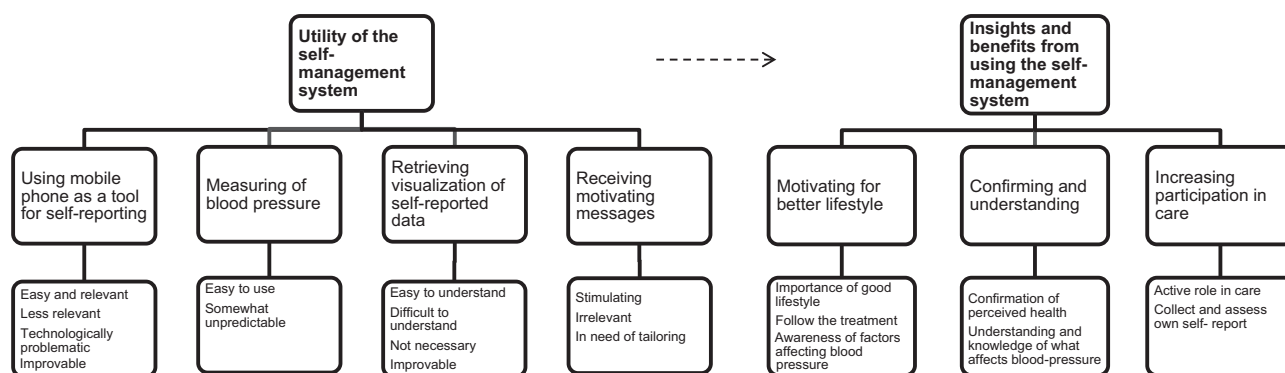 Utility of the
self-
management
system
Insights and
benefits from
using the self-
management
system
Using mobile
phone as a tool
for self-reporting
Measuring of
blood pressure
Retrieving
visualization of
self-reported
data
Receiving
motivating
messages
Motivating for
better lifestyle
Confirming and
understanding
Increasing
participation in
care
Easy and relevant
Less relevant
Technologically
problematic
Improvable
Easy to use
Somewhat
unpredictable
Easy to understand
Difficult to
understand
Not necessary
Improvable
Stimulating
Irrelevant
In need of tailoring
Importance of good
lifestyle
Follow the treatment
Awareness of factors
affecting blood
pressure
Confirmation of
perceived health
Understanding and
knowledge of what
affects blood-pressure
Active role in care
Collect and assess
own self- report